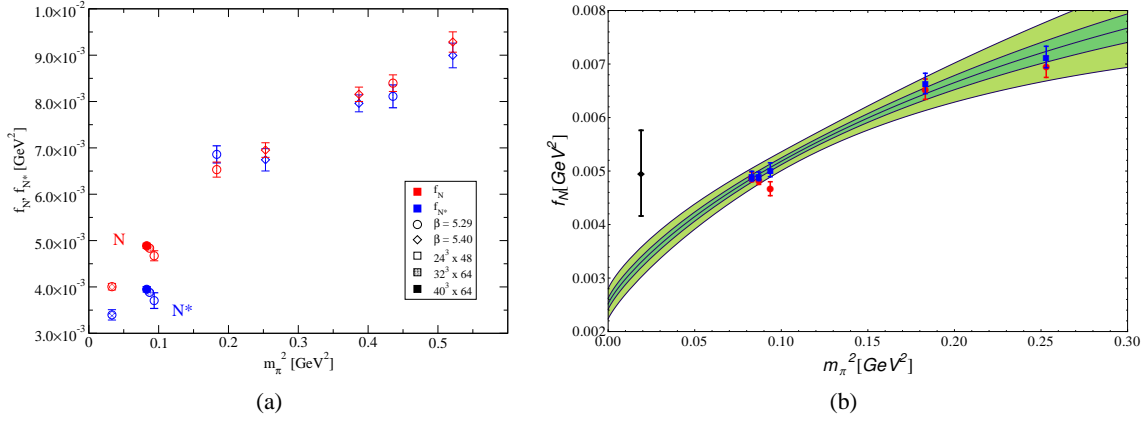 1.0×10⁻²
9.0×10⁻³
8.0×10⁻³
7.0×10⁻³
6.0×10⁻³
5.0×10⁻³
4.0×10⁻³
3.0×10⁻³
f_N, f_N* [GeV²]
N
N*
f_N
f_N*
β = 5.29
β = 5.40
24³ x 48
32³ x 64
40³ x 64
0 0.1 0.2 0.3 0.4 0.5
m_π² [GeV²]
(a)
0.008
0.007
0.006
0.005
0.004
0.003
0.002
f_N[GeV²]
0.00 0.05 0.10 0.15 0.20 0.25 0.30
m_π²[GeV²]
(b)